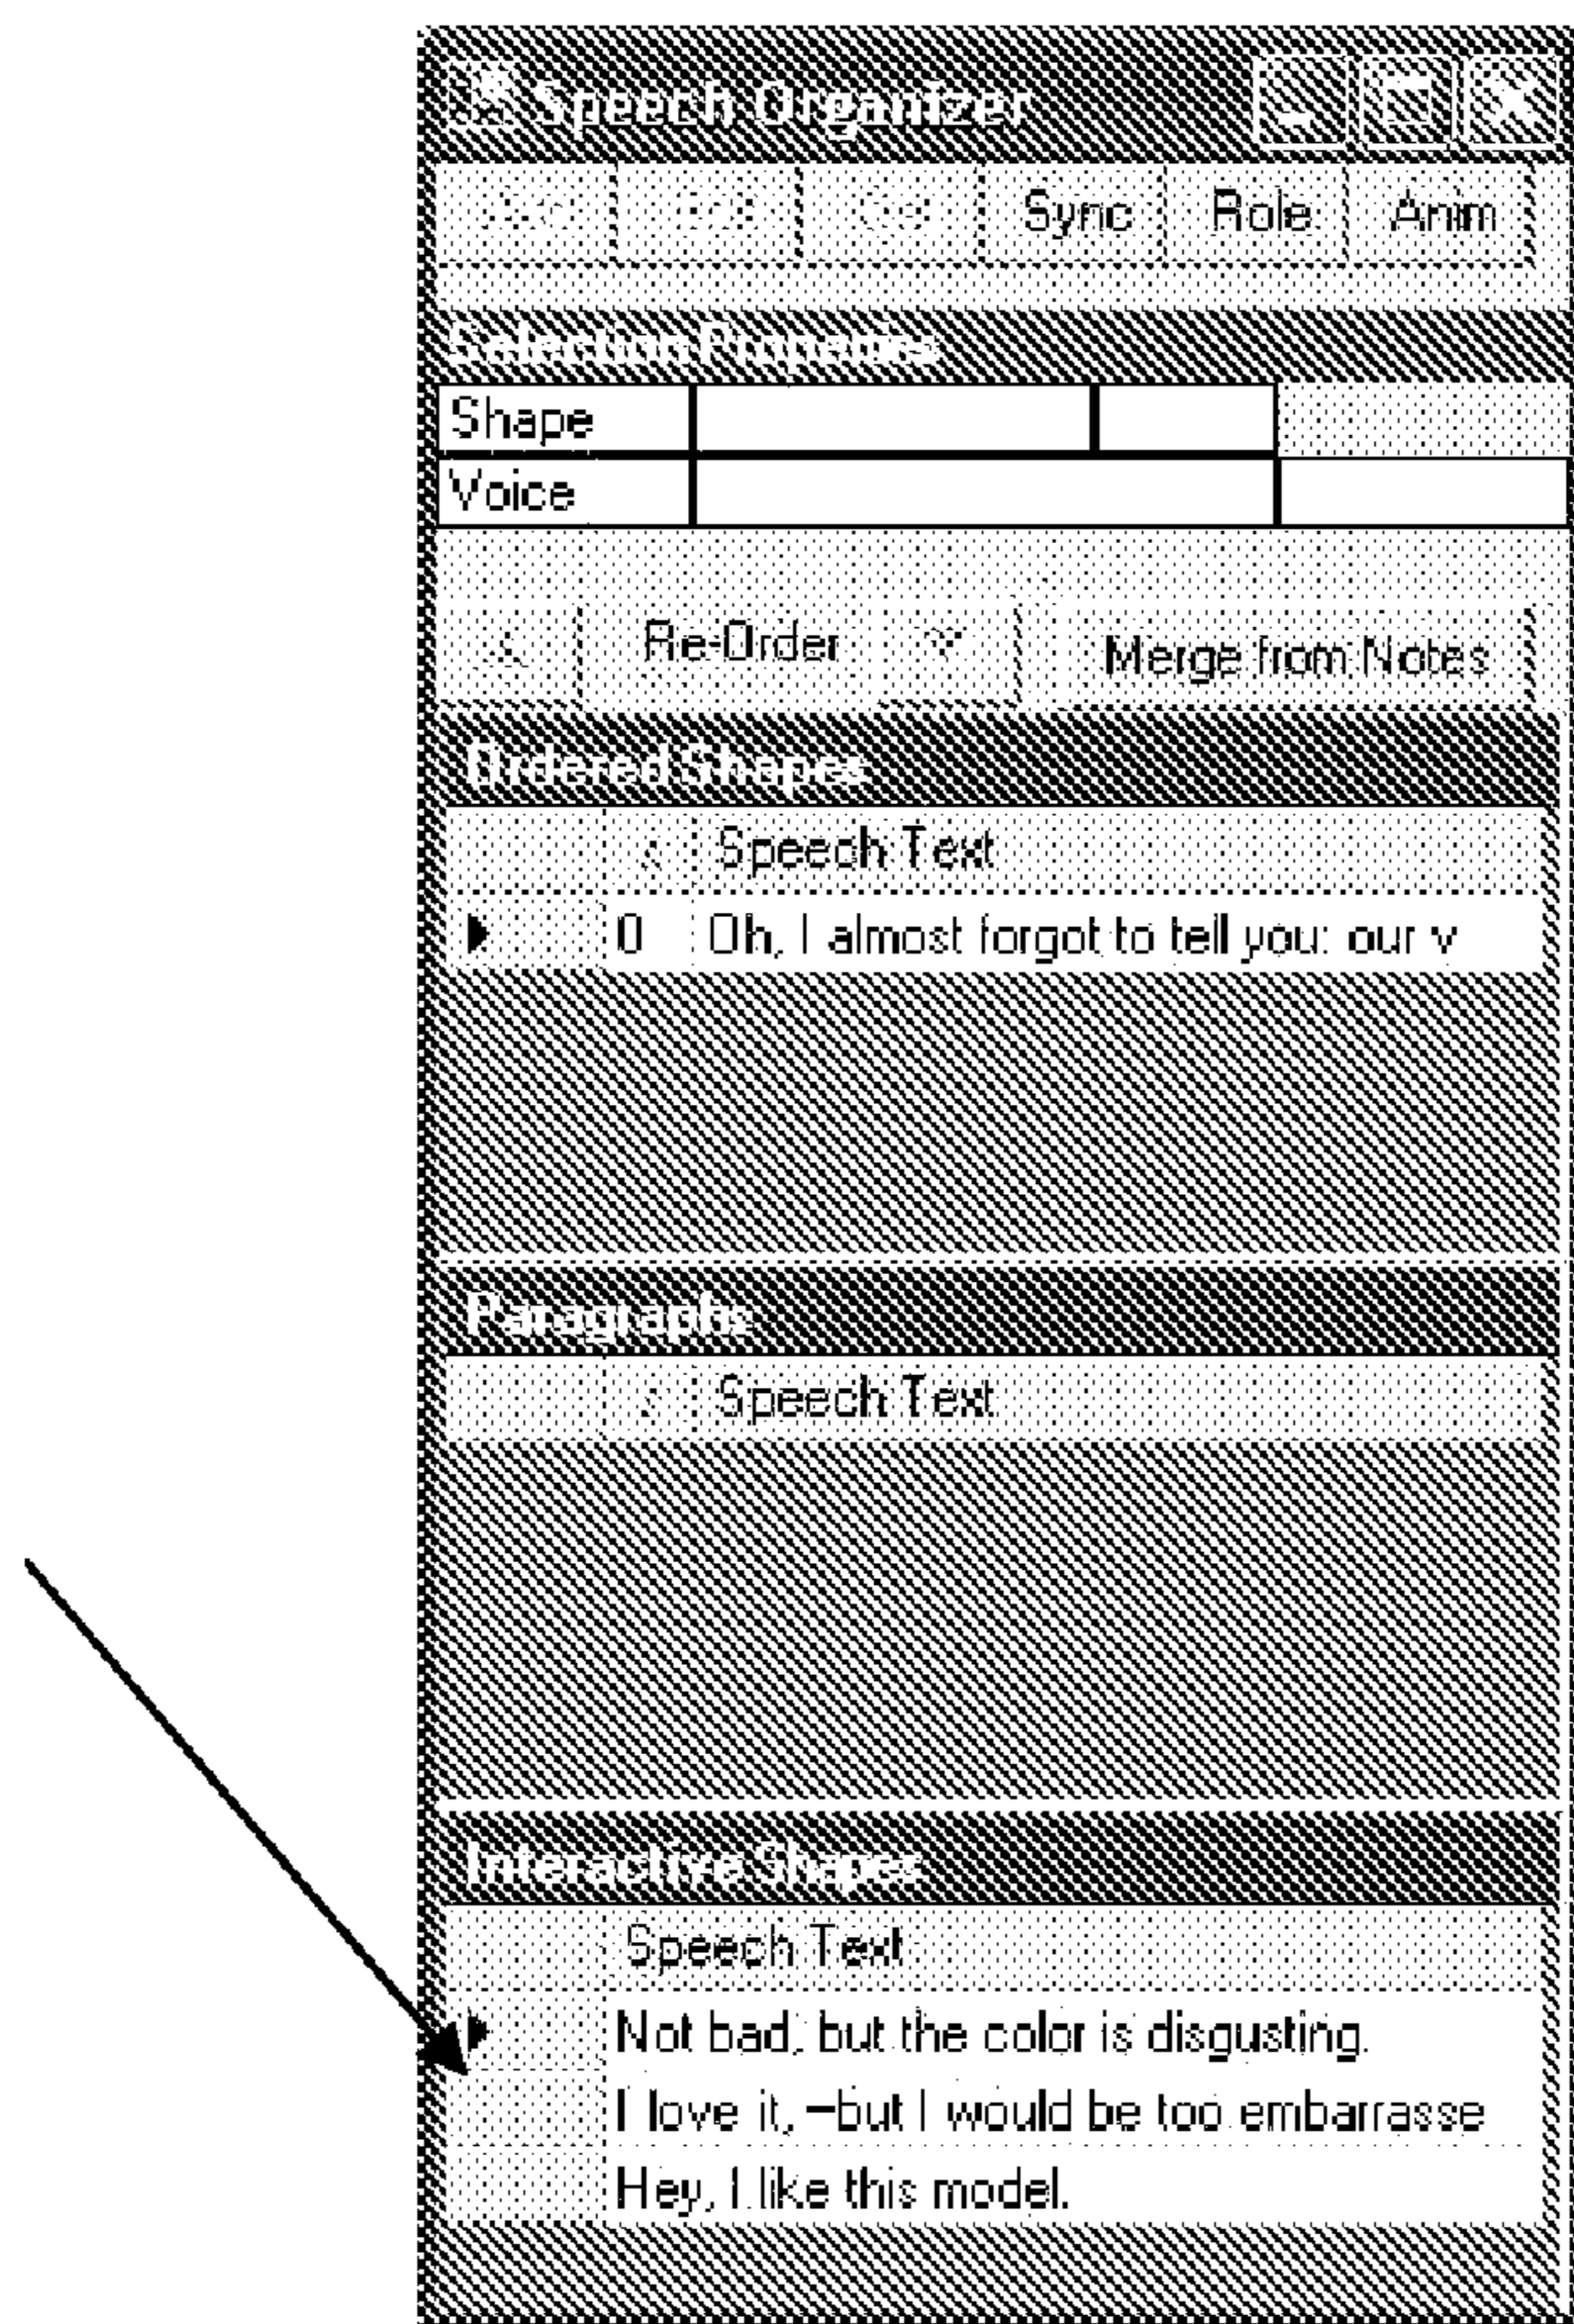 Speech Organizer
Sync Role Anim
Selection Properties
Shape
Voice
Re-Order Merge from Notes
Ordered Shapes
Speech Text
0 Oh, I almost forgot to tell you: our v
Paragraphs
Speech Text
Interactive Shapes
Speech Text
Not bad, but the color is disgusting.
I love it, –but I would be too embarrasse
Hey, I like this model.